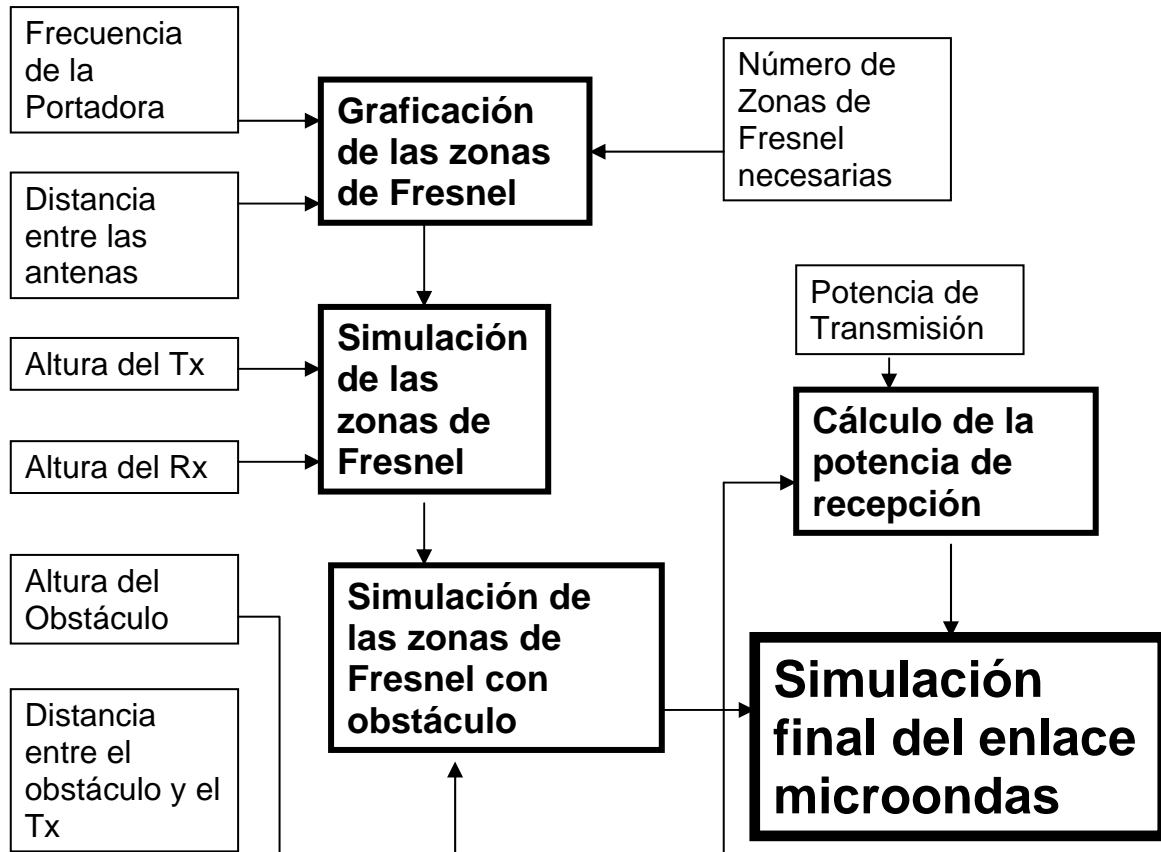 Frecuencia
de la
Portadora
Graficación
de las zonas
de Fresnel
Número de
Zonas de
Fresnel
necesarias
Distancia
entre las
antenas
Potencia de
Transmisión
Simulación
de las
zonas de
Fresnel
Altura del Tx
Altura del Rx
Cálculo de la
potencia de
recepción
Altura del
Obstáculo
Simulación de
las zonas de
Fresnel con
obstáculo
Simulación
final del enlace
microondas
Distancia
entre el
obstáculo y el
Tx